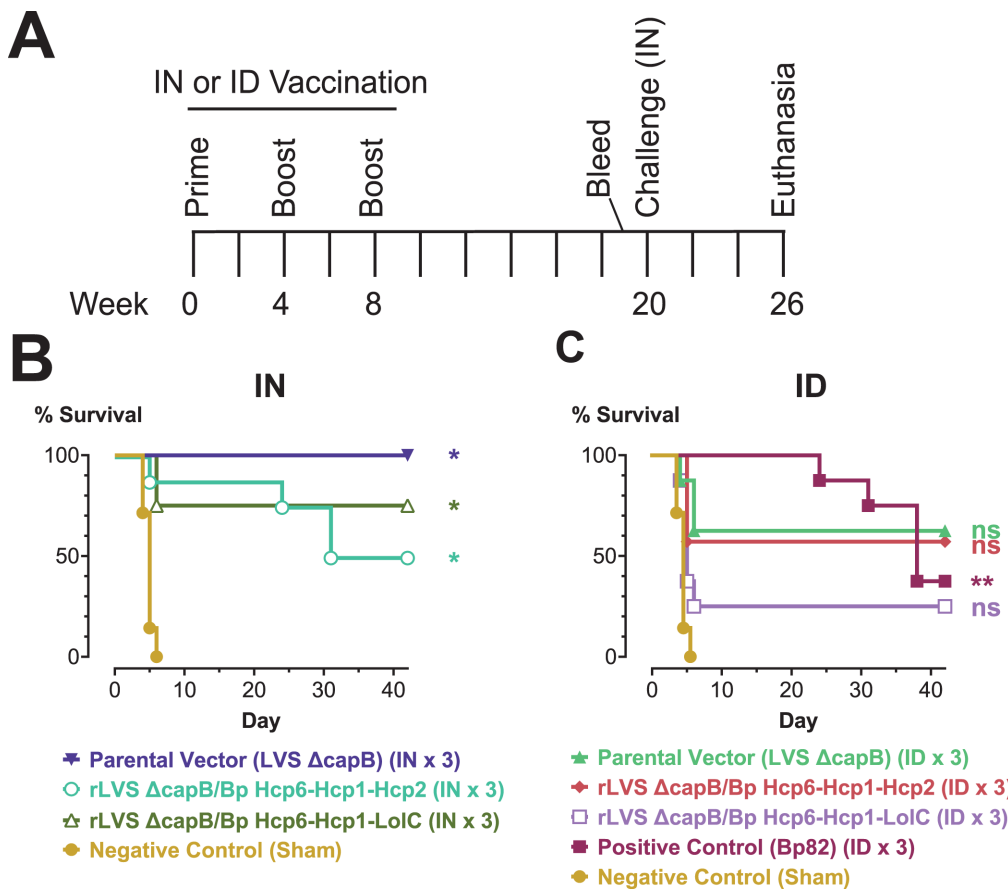 A
IN or ID Vaccination
Prime
Boost
Boost
Bleed
Challenge (IN)
Euthanasia
Week 0 4 8 20 26
B
IN
% Survival
100
50
0
0 10 20 30 40
Day
*
*
*
Parental Vector (LVS ΔcapB) (IN x 3)
rLVS ΔcapB/Bp Hcp6-Hcp1-Hcp2 (IN x 3)
rLVS ΔcapB/Bp Hcp6-Hcp1-LolC (IN x 3)
Negative Control (Sham)
C
ID
% Survival
100
50
0
0 10 20 30 40
Day
ns
ns
**
ns
Parental Vector (LVS ΔcapB) (ID x 3)
rLVS ΔcapB/Bp Hcp6-Hcp1-Hcp2 (ID x 3)
rLVS ΔcapB/Bp Hcp6-Hcp1-LolC (ID x 3)
Positive Control (Bp82) (ID x 3)
Negative Control (Sham)